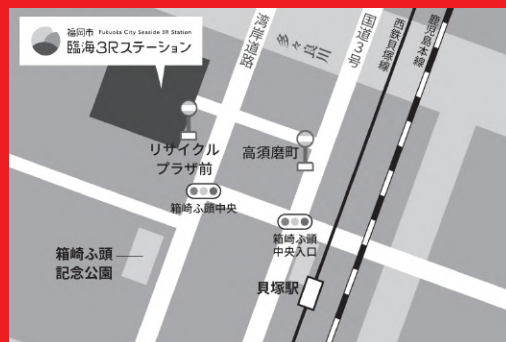 福岡市 Fukuoka City Seaside 3R Station
臨海3Rステーション
湾岸道路
多々良川
国道3号
西鉄貝塚線
鹿児島本線
リサイクル
プラザ前
高須磨町
箱崎ふ頭中央
箱崎ふ頭
中央入口
箱崎ふ頭
記念公園
貝塚駅